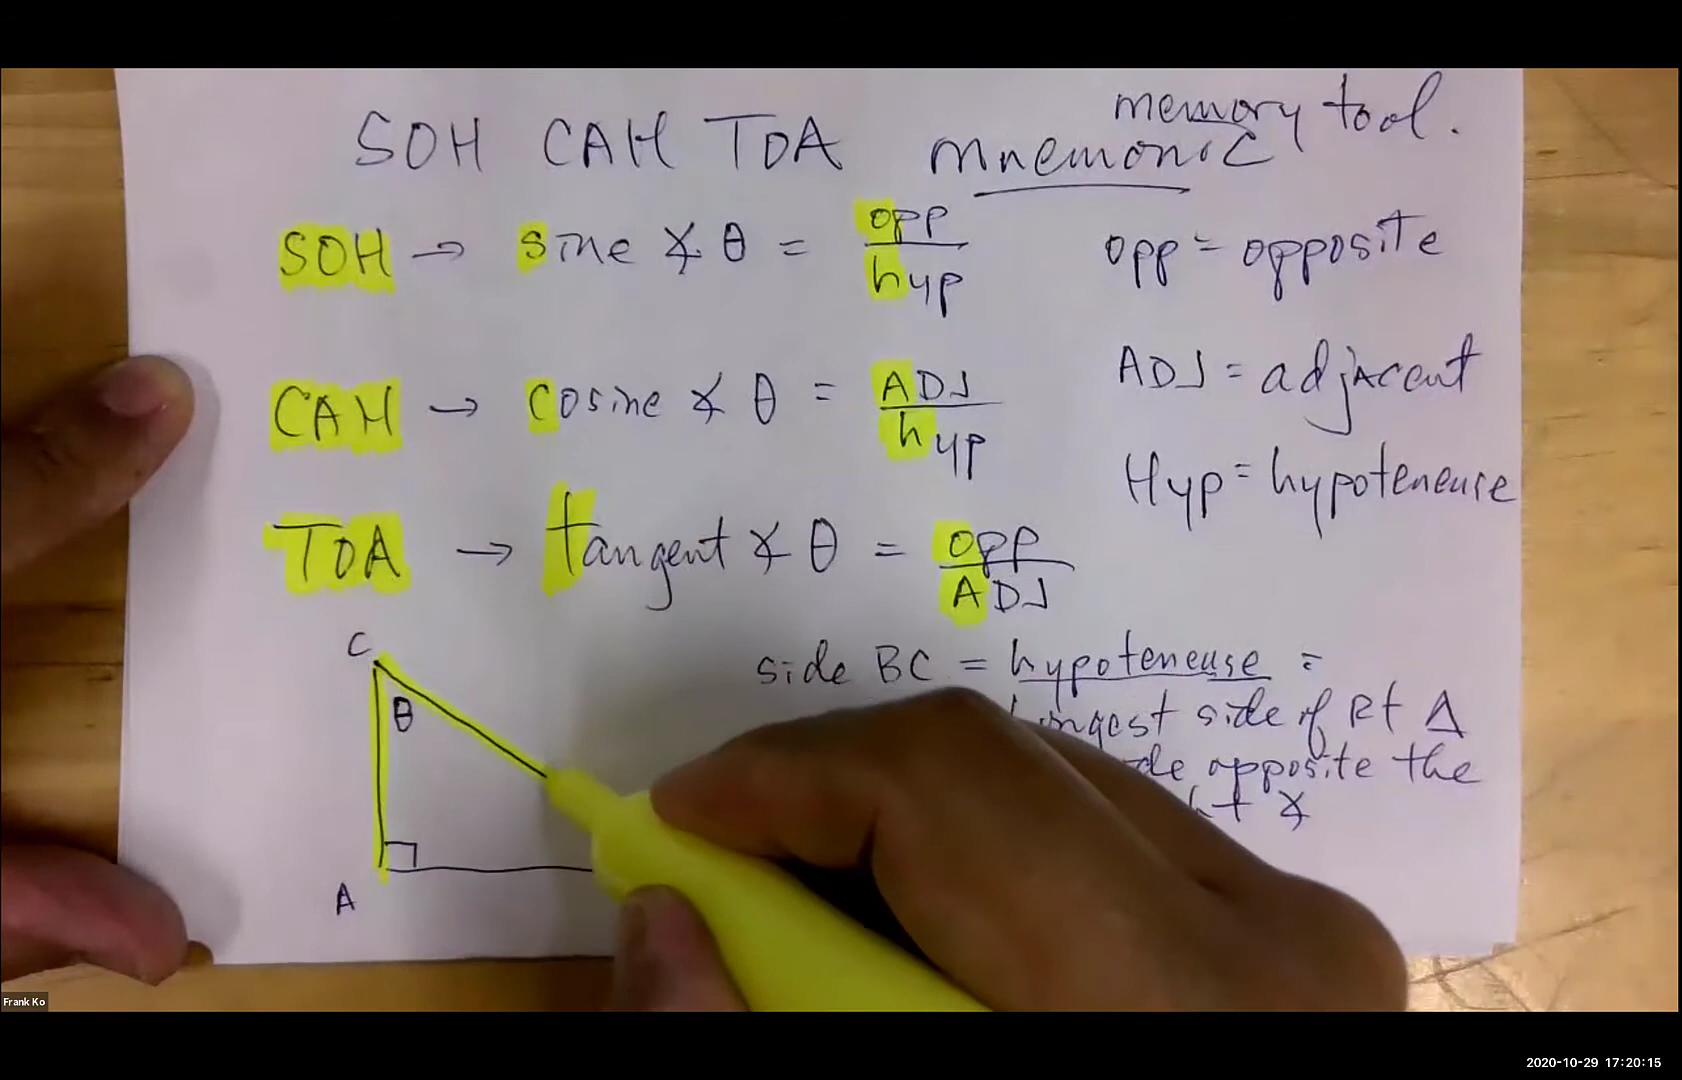 memory tool.
SOH CAH TOA mnemonic
SOH → sine ∡ θ = opp/hyp opp = opposite
CAH → cosine ∡ θ = ADJ/hyp ADJ = adjacent
TOA → tangent ∡ θ = opp/ADJ Hyp = hypoteneuse
C
side BC = hypoteneuse =
θ
side of Rt Δ
opposite the
∡
A
Frank Ko
2020-10-29 17:20:15